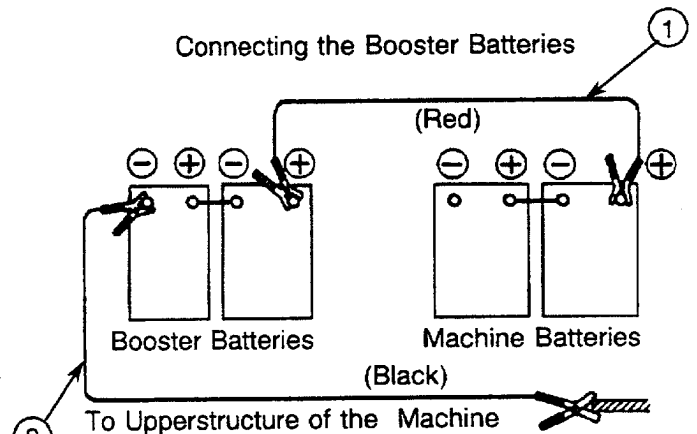 Connecting the Booster Batteries
1
(Red)
− + − +
− + − +
Booster Batteries
Machine Batteries
(Black)
To Upperstructure of the Machine